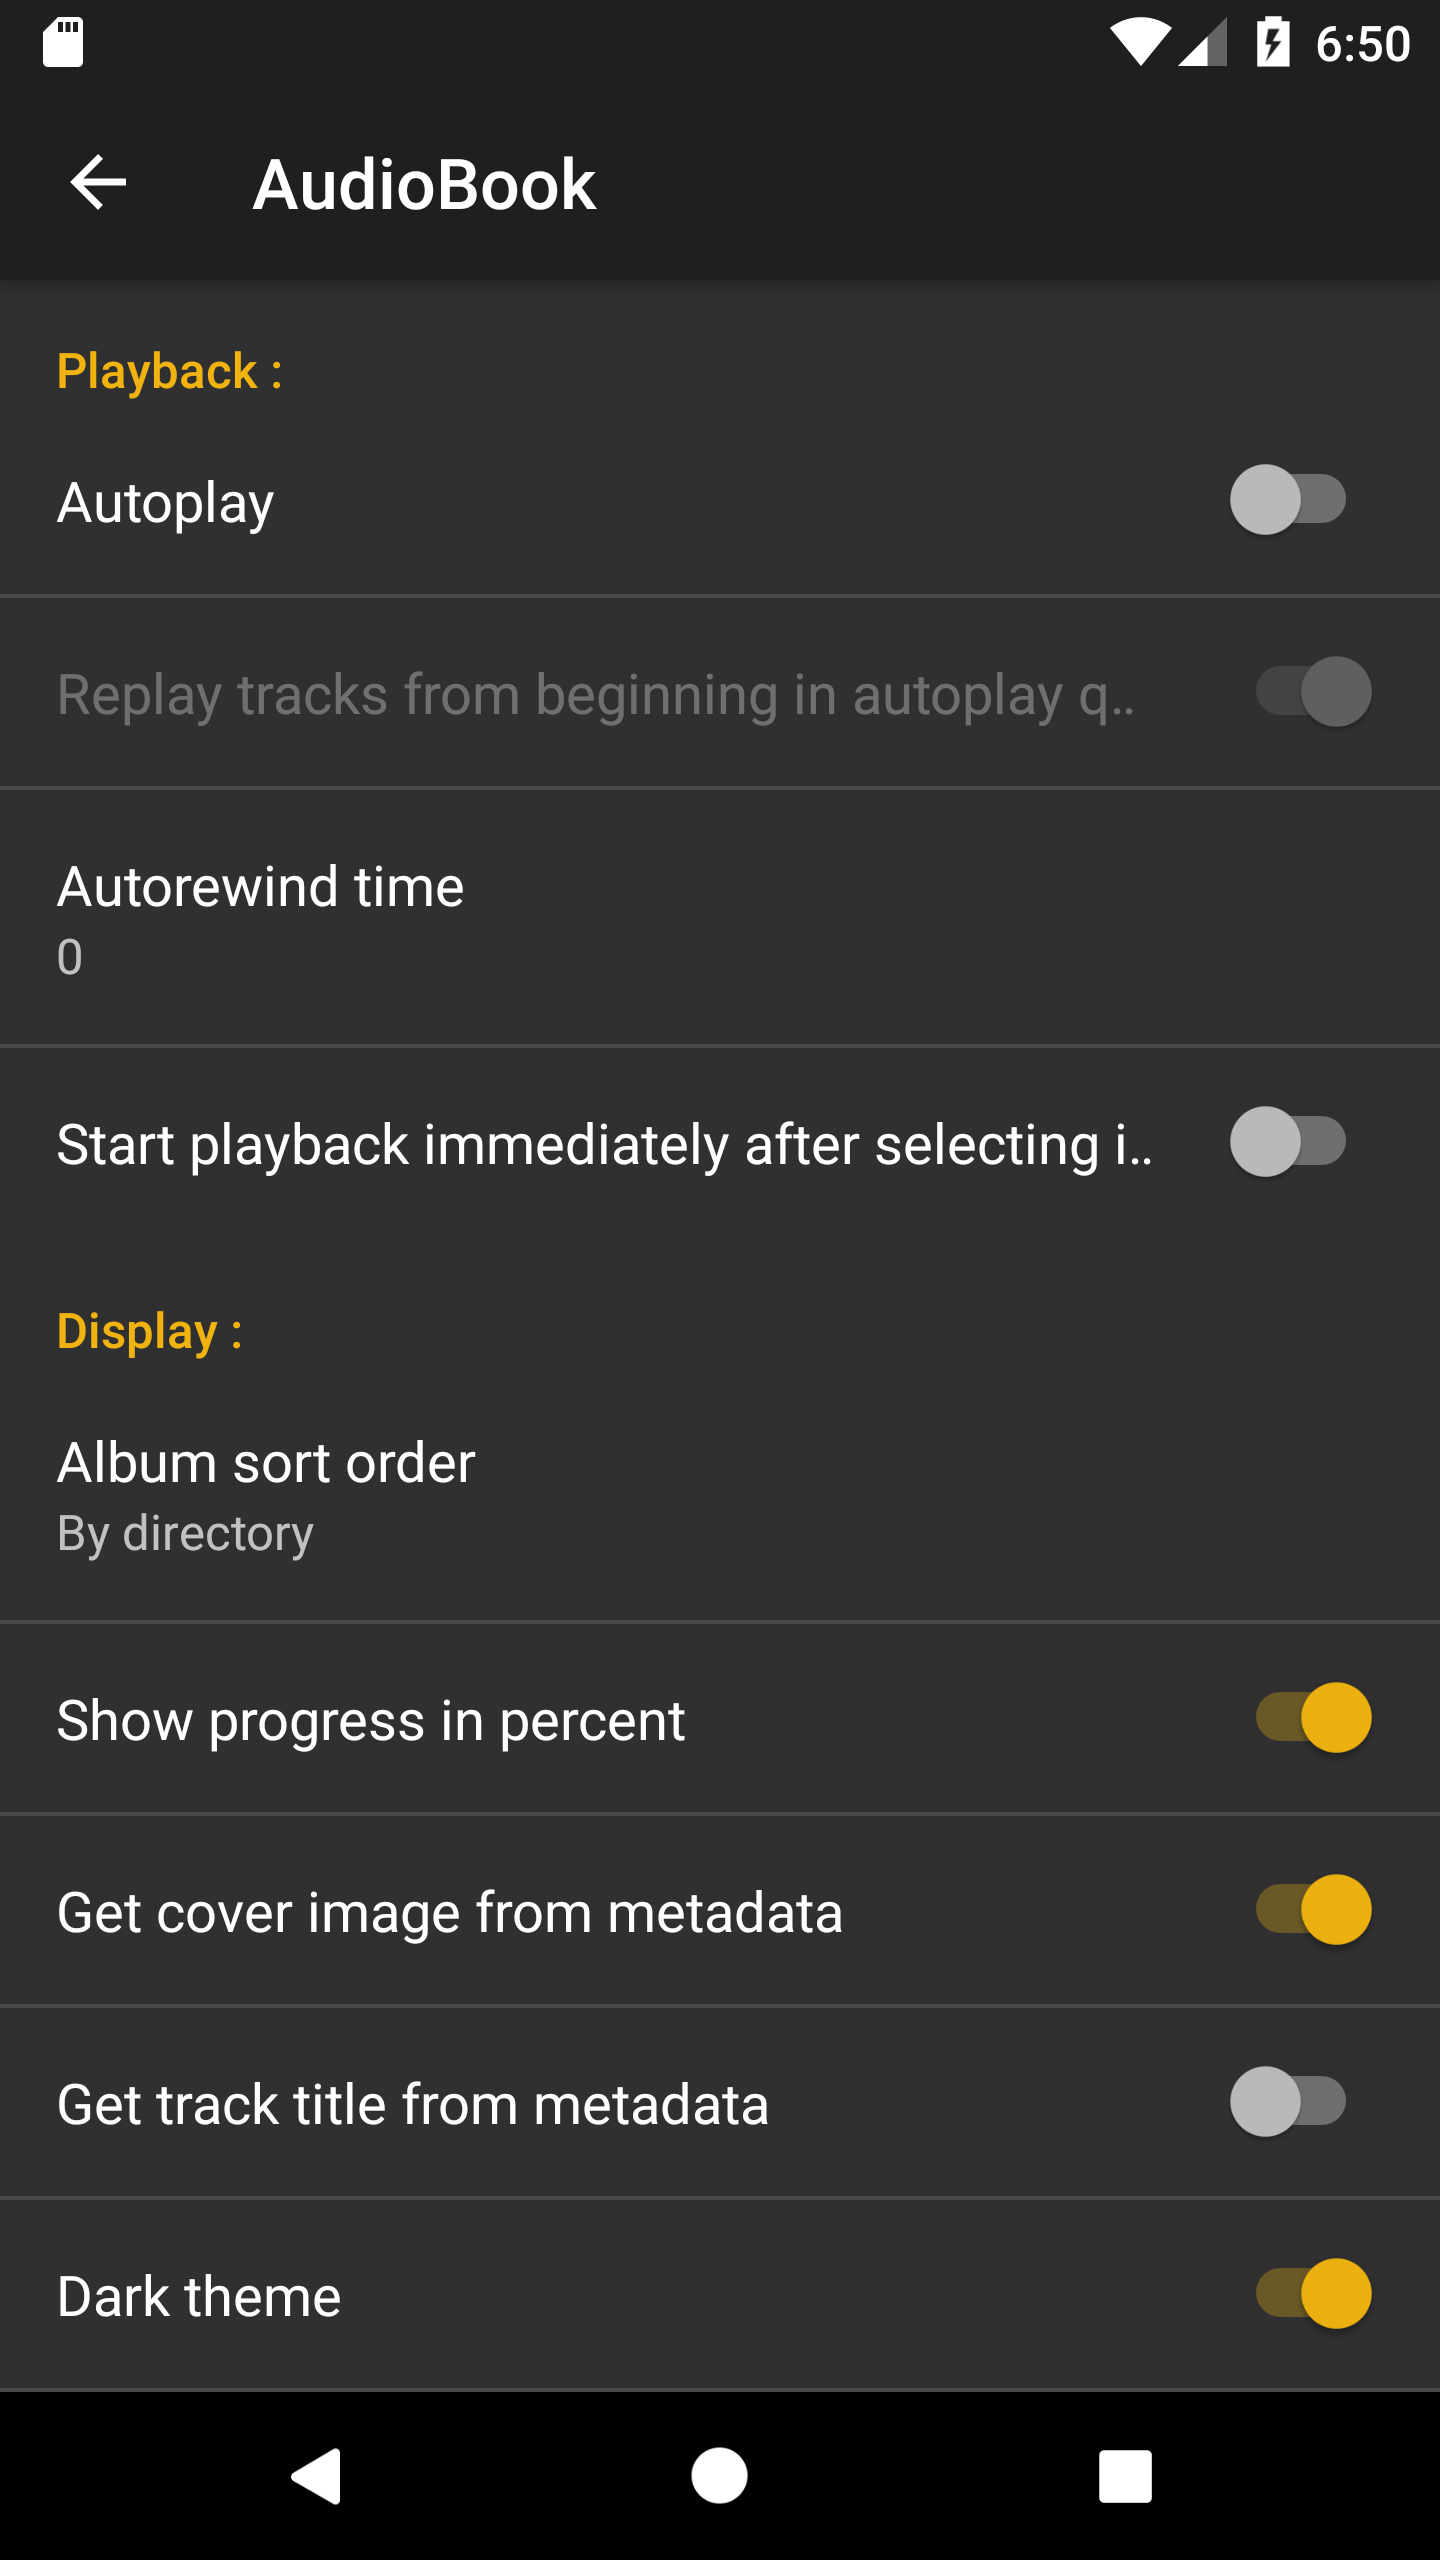 6:50
AudioBook
Playback :
Autoplay
Replay tracks from beginning in autoplay q..
Autorewind time
0
Start playback immediately after selecting i..
Display :
Album sort order
By directory
Show progress in percent
Get cover image from metadata
Get track title from metadata
Dark theme